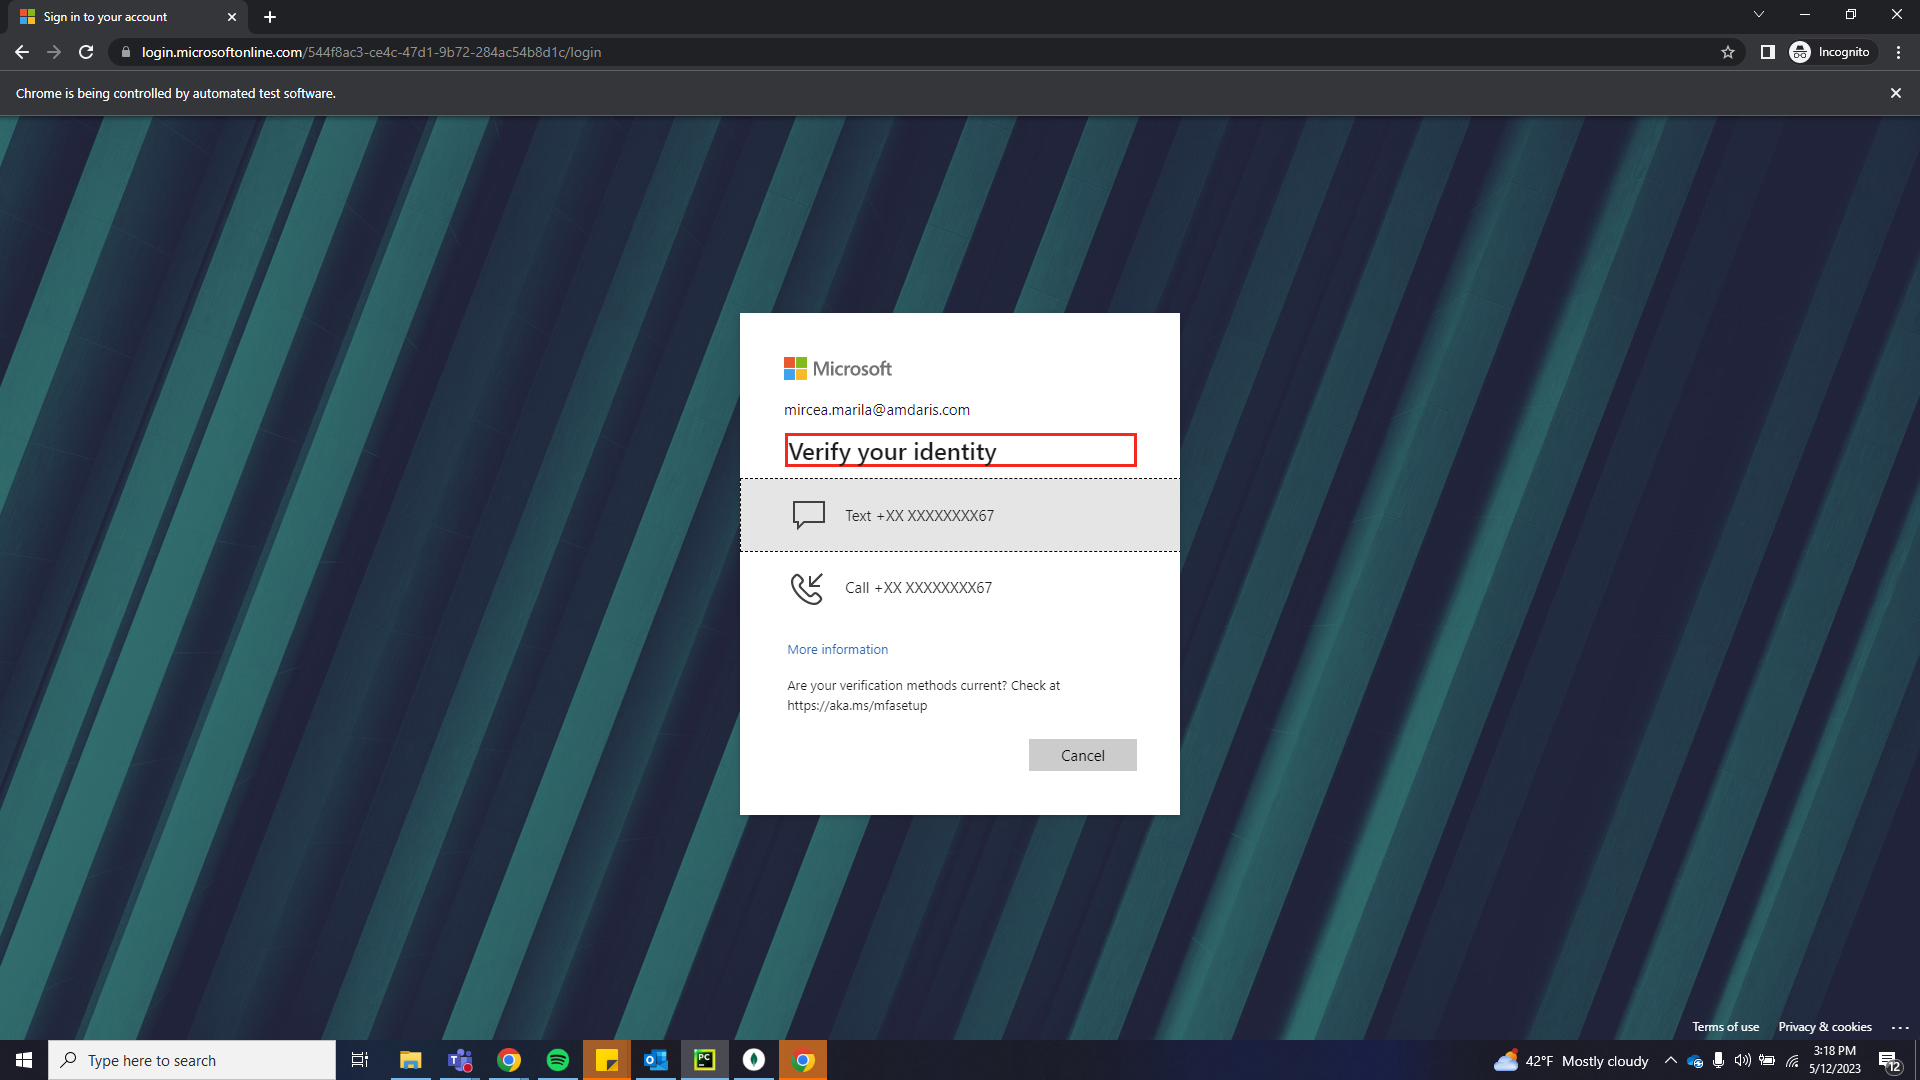 Sign in to your account
login.microsoftonline.com/544f8ac3-ce4c-47d1-9b72-284ac54b8d1c/login
Incognito
Chrome is being controlled by automated test software.
Microsoft
mircea.marila@amdaris.com
Verify your identity
Text +XX XXXXXXXX67
Call +XX XXXXXXXX67
More information
Are your verification methods current? Check at
https://aka.ms/mfasetup
Cancel
Terms of use
Privacy & cookies
Type here to search
PC
42°F Mostly cloudy
3:18 PM
5/12/2023
12